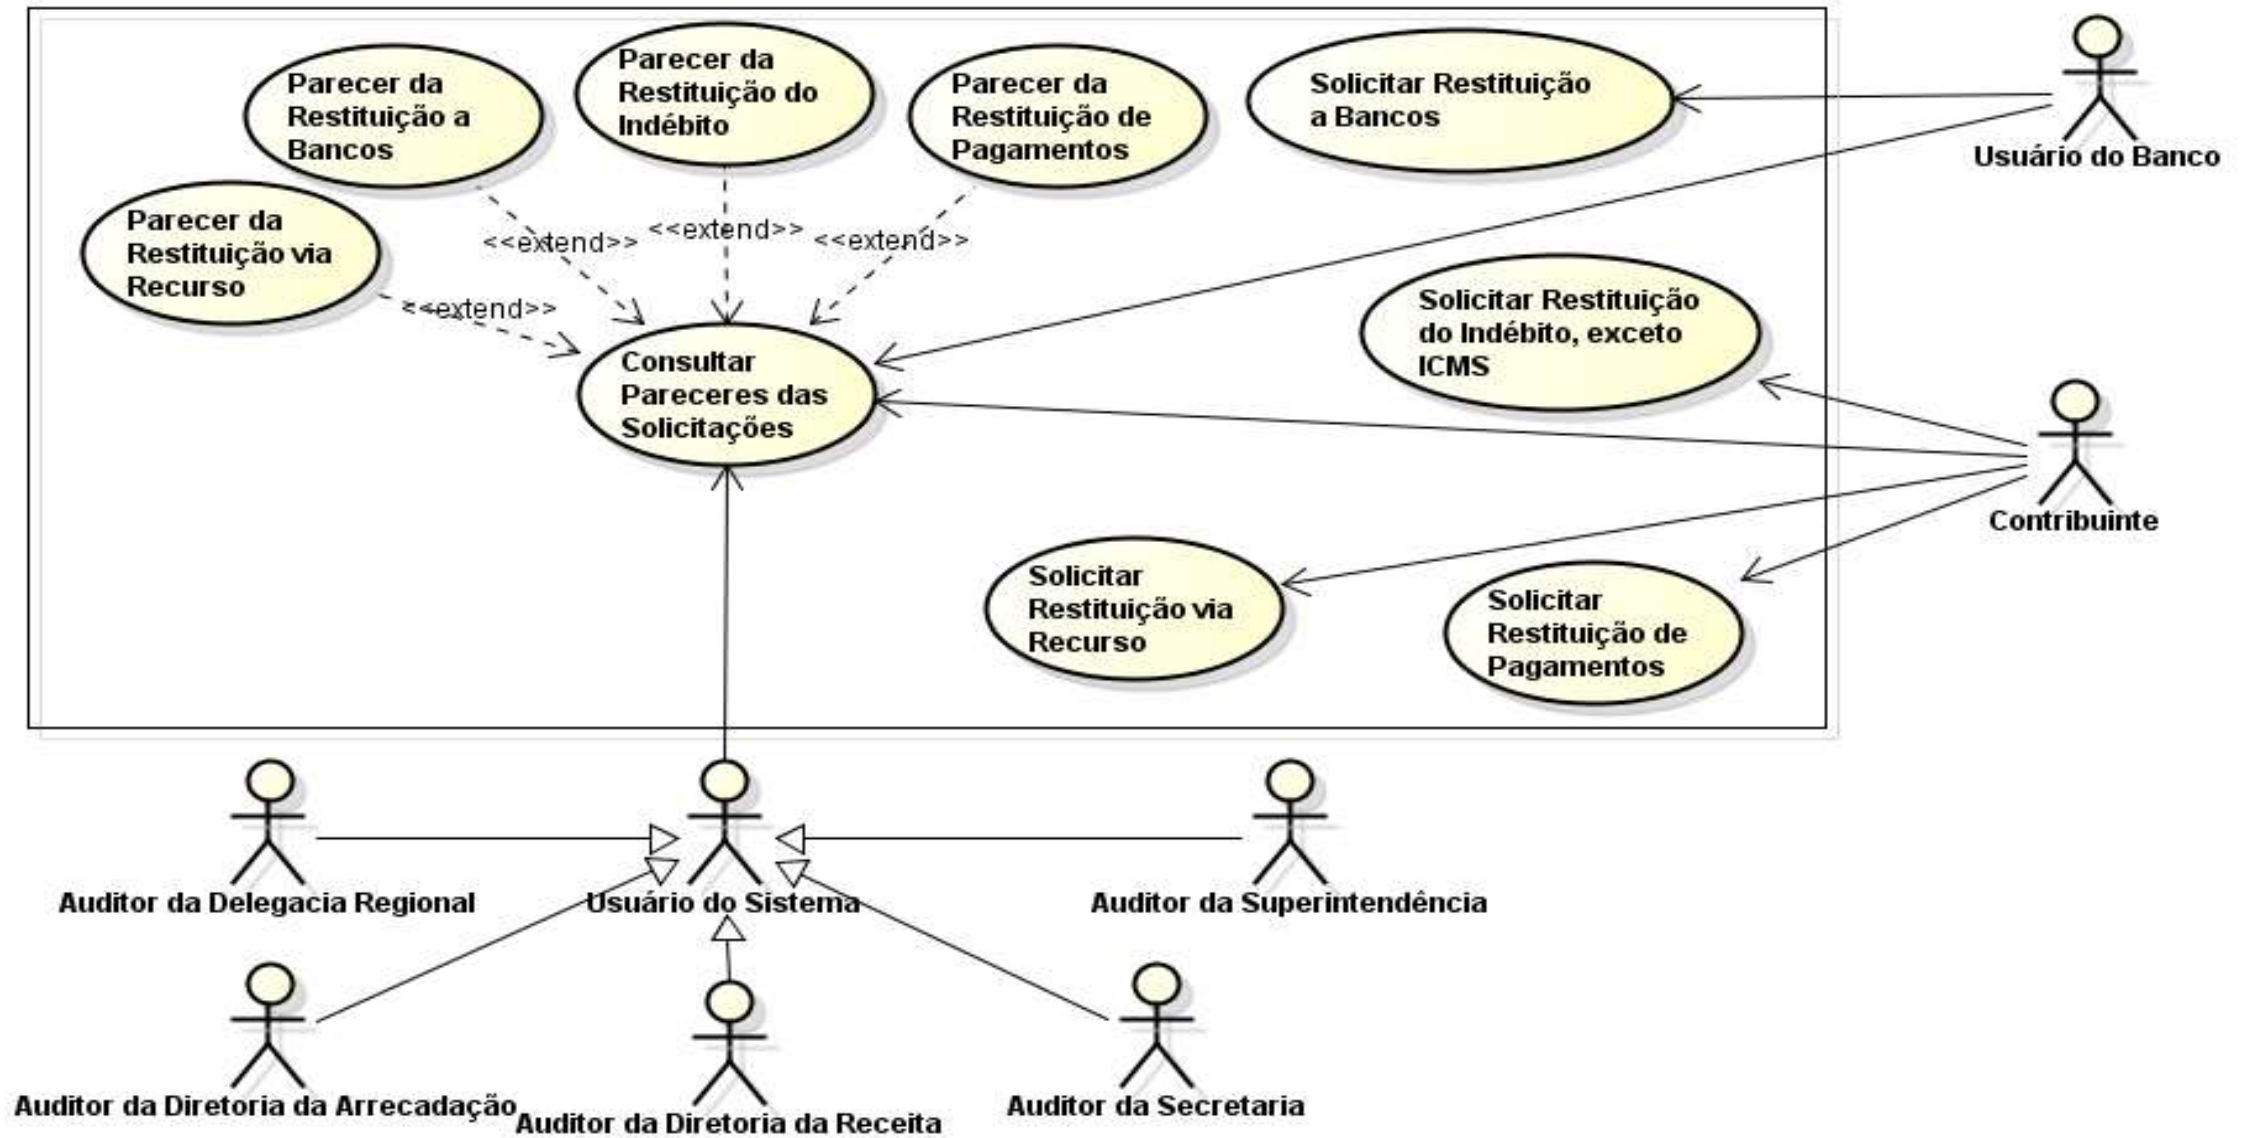 Parecer da
Restituição a
Bancos
Parecer da
Restituição do
Indébito
Parecer da
Restituição de
Pagamentos
Solicitar Restituição
a Bancos
Usuário do Banco
Parecer da
Restituição via
Recurso
<<extend>>
<<extend>>
<<extend>>
<<extend>>
Consultar
Pareceres das
Solicitações
Solicitar Restituição
do Indébito, exceto
ICMS
Contribuinte
Solicitar
Restituição via
Recurso
Solicitar
Restituição de
Pagamentos
Auditor da Delegacia Regional
Usuário do Sistema
Auditor da Superintendência
Auditor da Diretoria da Arrecadação
Auditor da Diretoria da Receita
Auditor da Secretaria